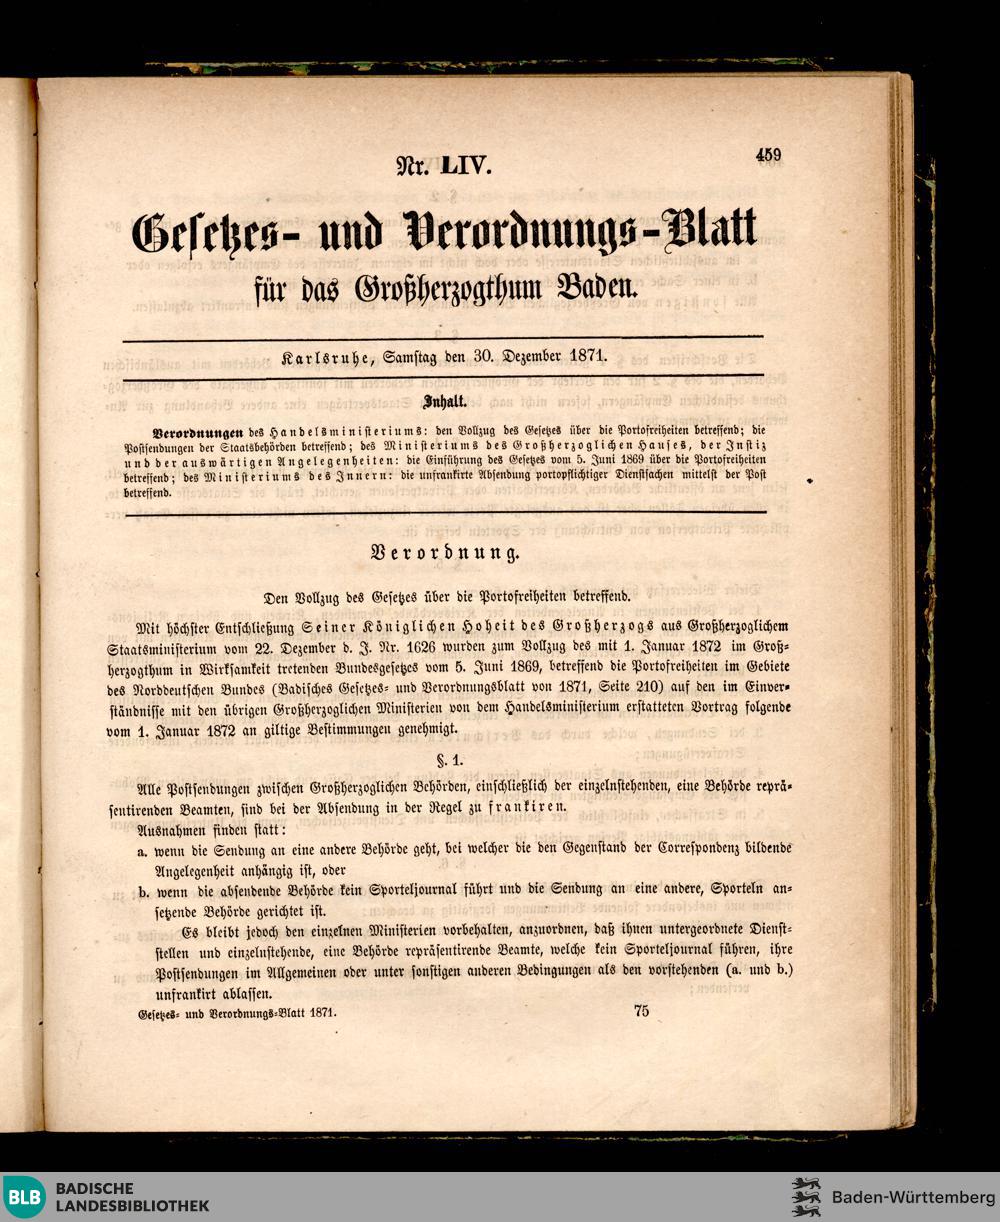 459
Nr. LIV.
Gesetzes- und Verordnungs-Blatt
für das Großherzogthum Baden.
Karlsruhe, Samstag den 30. Dezember 1871.
Inhalt.
Verordnungen des Handelsministeriums: den Vollzug des Gesetzes über die Portofreiheiten betreffend; die
Postsendungen der Staatsbehörden betreffend; des Ministeriums des Großherzoglichen Hauses, der Justiz
und der auswärtigen Angelegenheiten: die Einführung des Gesetzes vom 5. Juni 1869 über die Portofreiheiten
betreffend; des Ministeriums des Innern: die unfrankirte Absendung portopflichtiger Dienstsachen mittelst der Post
betreffend.
Verordnung.
Den Vollzug des Gesetzes über die Portofreiheiten betreffend.
Mit höchster Entschließung Seiner Königlichen Hoheit des Großherzogs aus Großherzoglichem
Staatsministerium vom 22. Dezember d. J. Nr. 1626 wurden zum Vollzug des mit 1. Januar 1872 im Groß-
herzogthum in Wirksamkeit tretenden Bundesgesetzes vom 5. Juni 1869, betreffend die Portofreiheiten im Gebiete
des Norddeutschen Bundes (Badisches Gesetzes- und Verordnungsblatt von 1871, Seite 210) auf den im Einver-
ständnisse mit den übrigen Großherzoglichen Ministerien von dem Handelsministerium erstatteten Vortrag folgende
vom 1. Januar 1872 an giltige Bestimmungen genehmigt.
§. 1.
Alle Postsendungen zwischen Großherzoglichen Behörden, einschließlich der einzelnstehenden, eine Behörde reprä-
sentirenden Beamten, sind bei der Absendung in der Regel zu frankiren.
Ausnahmen finden statt:
a. wenn die Sendung an eine andere Behörde geht, bei welcher die den Gegenstand der Correspondenz bildende
Angelegenheit anhängig ist, oder
b. wenn die absendende Behörde kein Sporteljournal führt und die Sendung an eine andere, Sporteln an-
setzende Behörde gerichtet ist.
Es bleibt jedoch den einzelnen Ministerien vorbehalten, anzuordnen, daß ihnen untergeordnete Dienst-
stellen und einzelnstehende, eine Behörde repräsentirende Beamte, welche kein Sporteljournal führen, ihre
Postsendungen im Allgemeinen oder unter sonstigen anderen Bedingungen als den vorstehenden (a. und b.)
unfrankirt ablassen.
Gesetzes- und Verordnungs-Blatt 1871. 75
BLB BADISCHE
LANDESBIBLIOTHEK
Baden-Württemberg